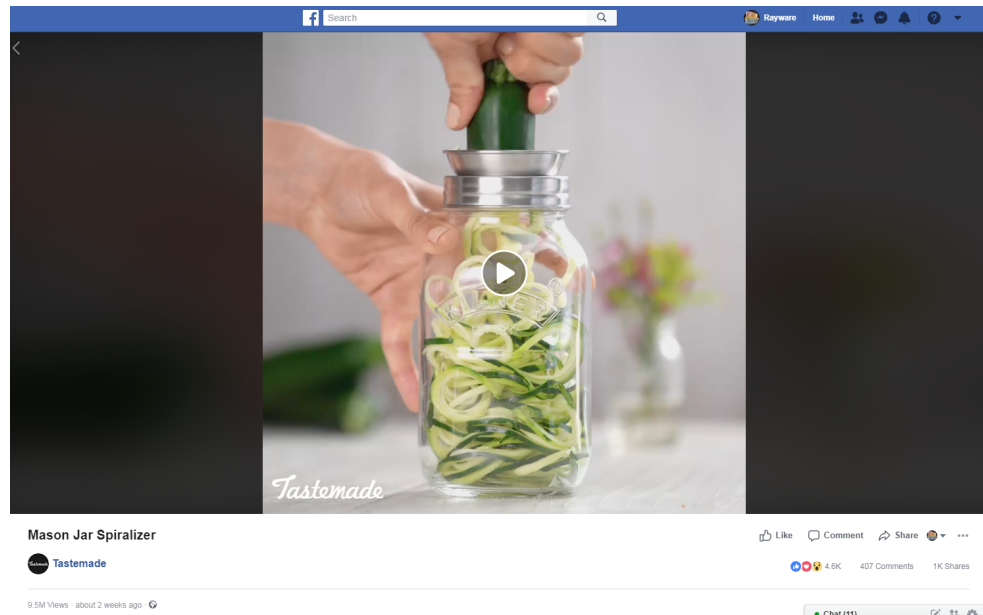 Search
Rayware Home
KILNER
®
Tastemade
Mason Jar Spiralizer
Like Comment Share
Tastemade
4.6K 407 Comments 1K Shares
9.5M Views · about 2 weeks ago
Chat (11)